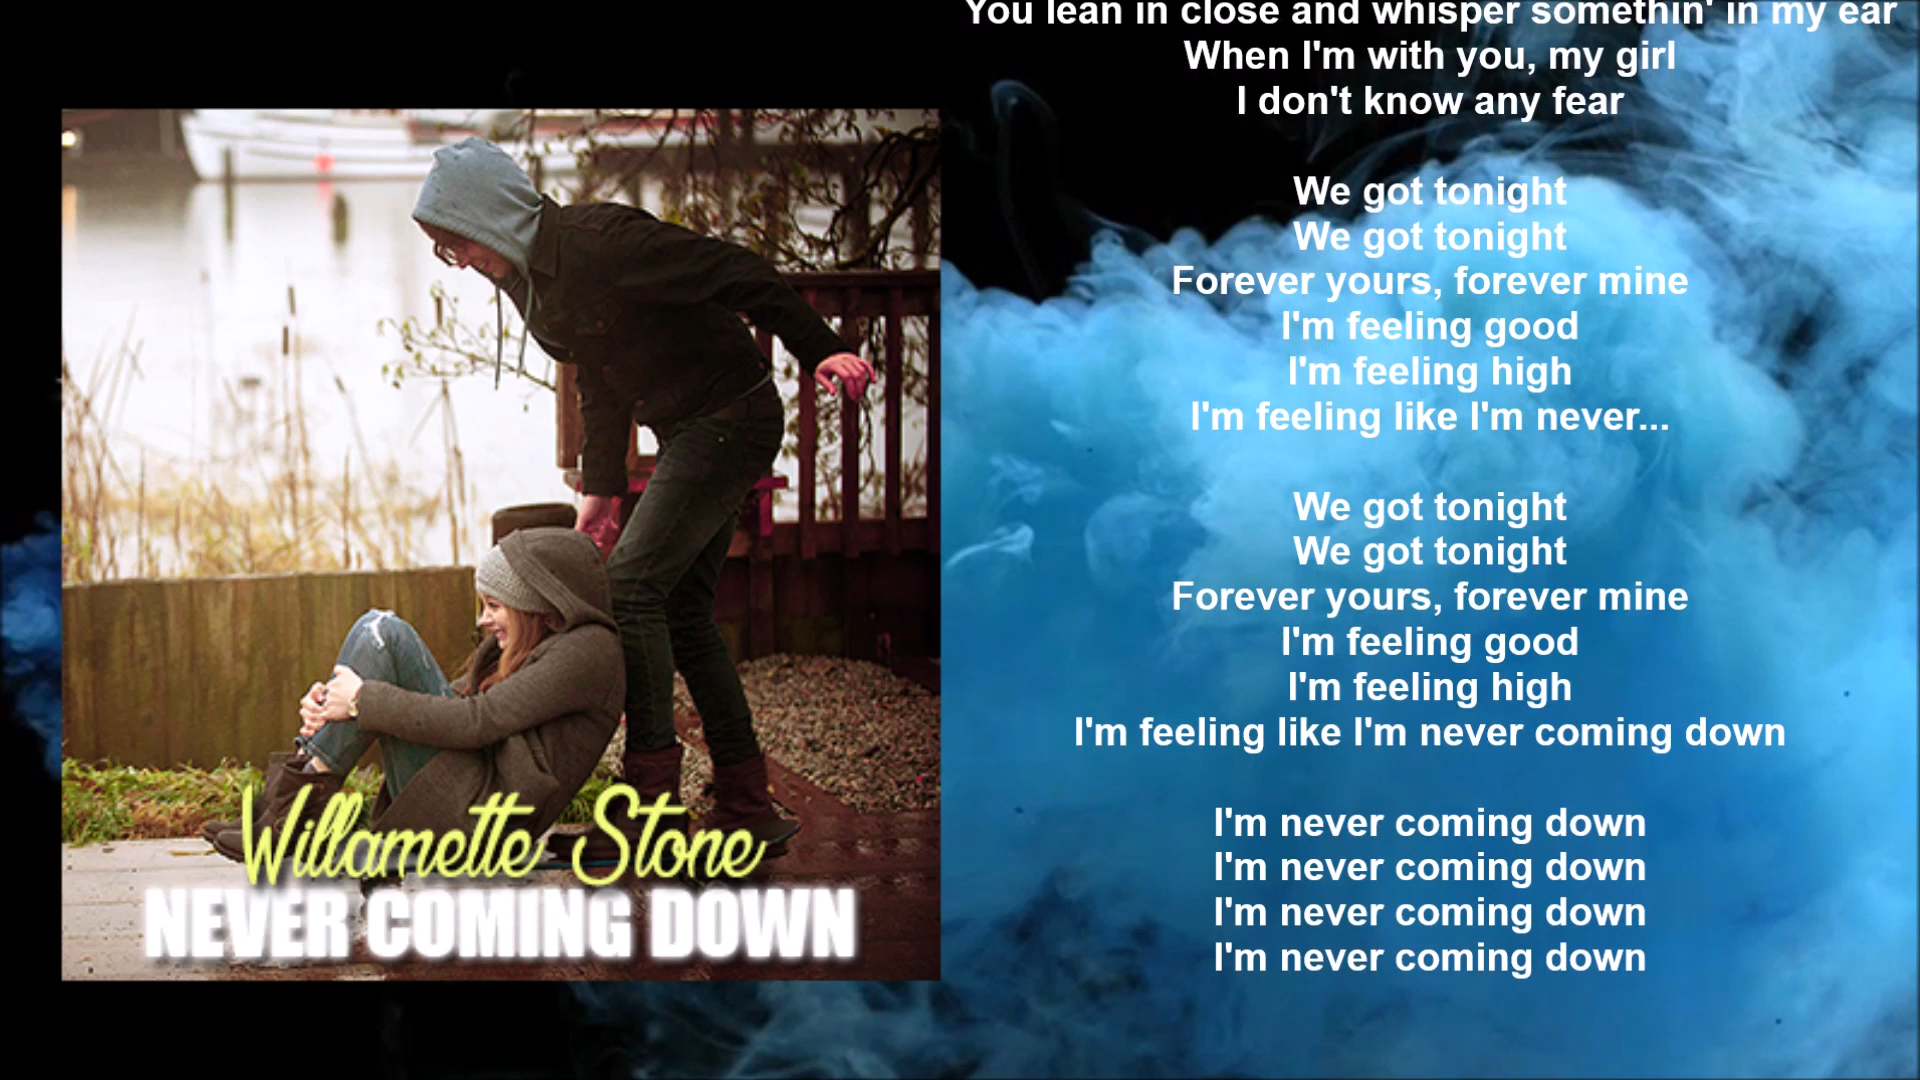 Willamette Stone
NEVER COMING DOWN
You lean in close and whisper somethin' in my ear
When I'm with you, my girl
I don't know any fear
We got tonight
We got tonight
Forever yours, forever mine
I'm feeling good
I'm feeling high
I'm feeling like I'm never...
We got tonight
We got tonight
Forever yours, forever mine
I'm feeling good
I'm feeling high
I'm feeling like I'm never coming down
I'm never coming down
I'm never coming down
I'm never coming down
I'm never coming down